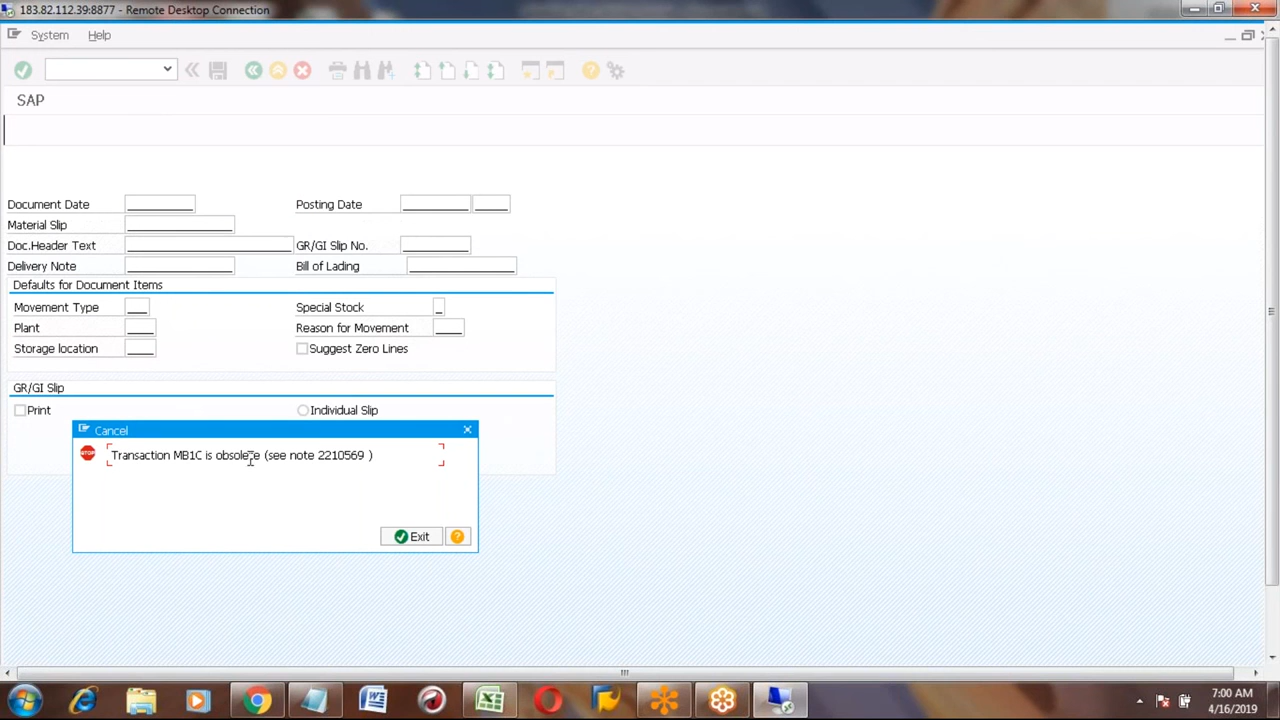 183.82.112.39:8877 - Remote Desktop Connection
System Help
SAP
Document Date Posting Date
Material Slip
Doc.Header Text GR/GI Slip No.
Delivery Note Bill of Lading
Defaults for Document Items
Movement Type Special Stock
Plant Reason for Movement
Storage location Suggest Zero Lines
GR/GI Slip
Print Individual Slip
Cancel
STOP Transaction MB1C is obsolete (see note 2210569 )
Exit
7:00 AM
4/16/2019